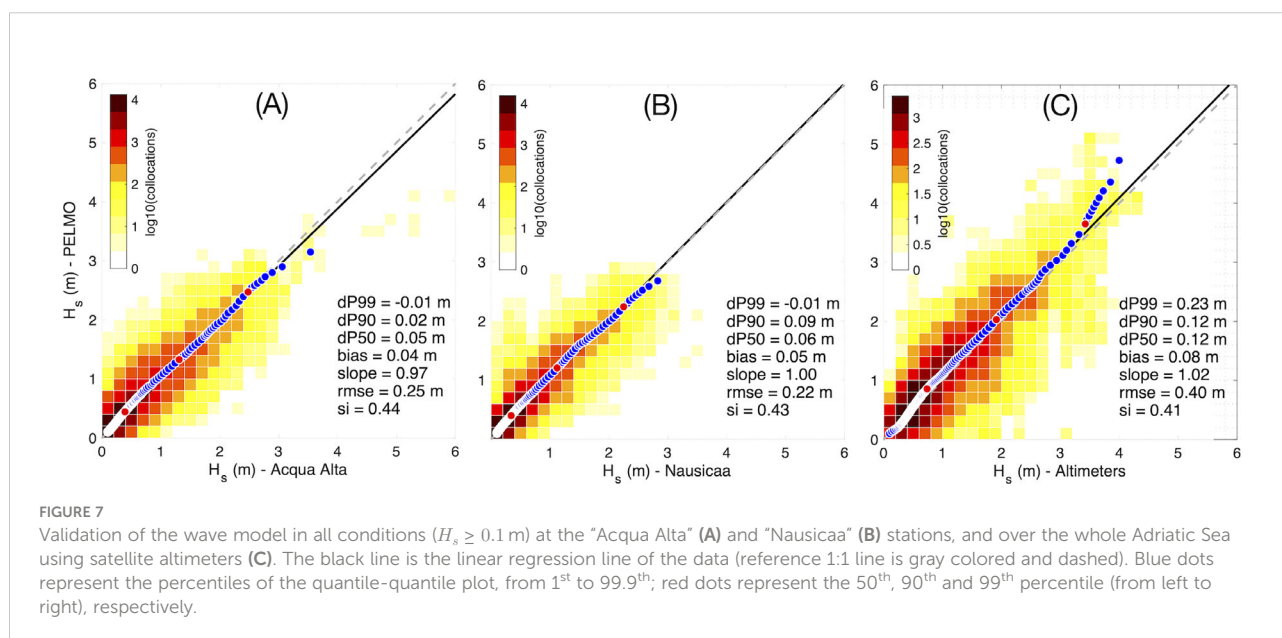 (A)
6
5
4
3
2
1
0
H_s (m) - PELMO
4
3
2
1
0
log10(collocations)
dP99 = -0.01 m
dP90 = 0.02 m
dP50 = 0.05 m
bias = 0.04 m
slope = 0.97
rmse = 0.25 m
si = 0.44
0 1 2 3 4 5 6
H_s (m) - Acqua Alta
(B)
6
5
4
3
2
1
0
4
3
2
1
0
log10(collocations)
dP99 = -0.01 m
dP90 = 0.09 m
dP50 = 0.06 m
bias = 0.05 m
slope = 1.00
rmse = 0.22 m
si = 0.43
0 1 2 3 4 5 6
H_s (m) - Nausicaa
(C)
6
5
4
3
2
1
0
3
2.5
2
1.5
1
0.5
0
log10(collocations)
dP99 = 0.23 m
dP90 = 0.12 m
dP50 = 0.12 m
bias = 0.08 m
slope = 1.02
rmse = 0.40 m
si = 0.41
0 1 2 3 4 5 6
H_s (m) - Altimeters
FIGURE 7
Validation of the wave model in all conditions (H_s ≥ 0.1 m) at the “Acqua Alta” (A) and “Nausicaa” (B) stations, and over the whole Adriatic Sea
using satellite altimeters (C). The black line is the linear regression line of the data (reference 1:1 line is gray colored and dashed). Blue dots
represent the percentiles of the quantile-quantile plot, from 1st to 99.9th; red dots represent the 50th, 90th and 99th percentile (from left to
right), respectively.